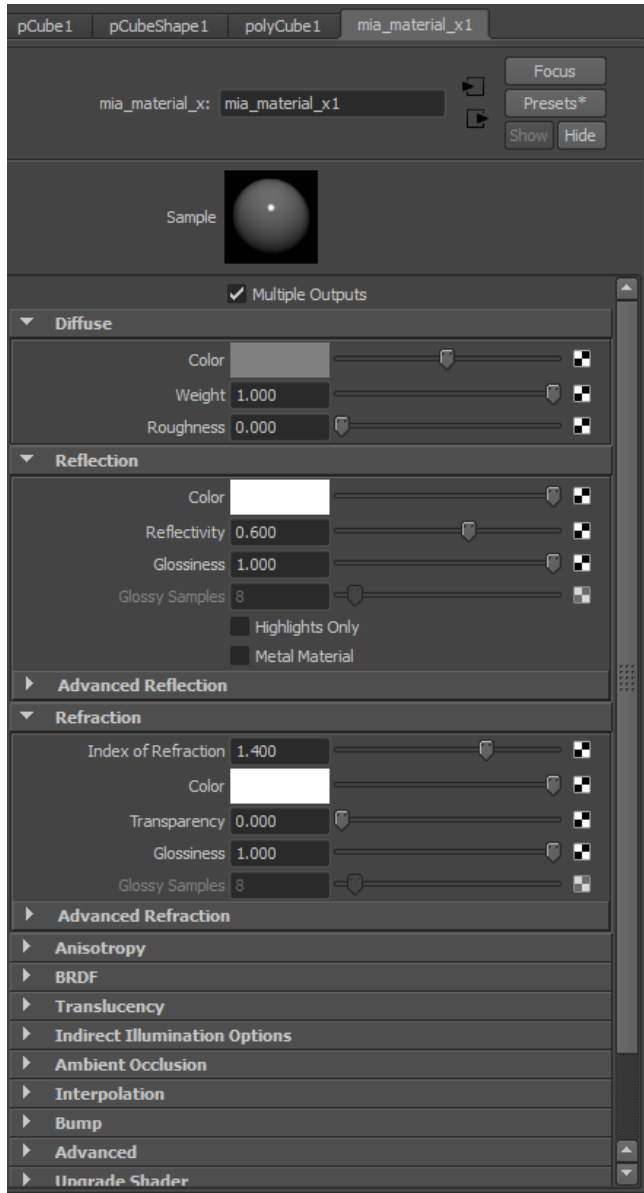 pCube1 pCubeShape1 polyCube1 mia_material_x1
Focus
mia_material_x: mia_material_x1 Presets*
Show Hide
Sample
Multiple Outputs
Diffuse
Color
Weight 1.000
Roughness 0.000
Reflection
Color
Reflectivity 0.600
Glossiness 1.000
Glossy Samples 8
Highlights Only
Metal Material
Advanced Reflection
Refraction
Index of Refraction 1.400
Color
Transparency 0.000
Glossiness 1.000
Glossy Samples 8
Advanced Refraction
Anisotropy
BRDF
Translucency
Indirect Illumination Options
Ambient Occlusion
Interpolation
Bump
Advanced
Upgrade Shader